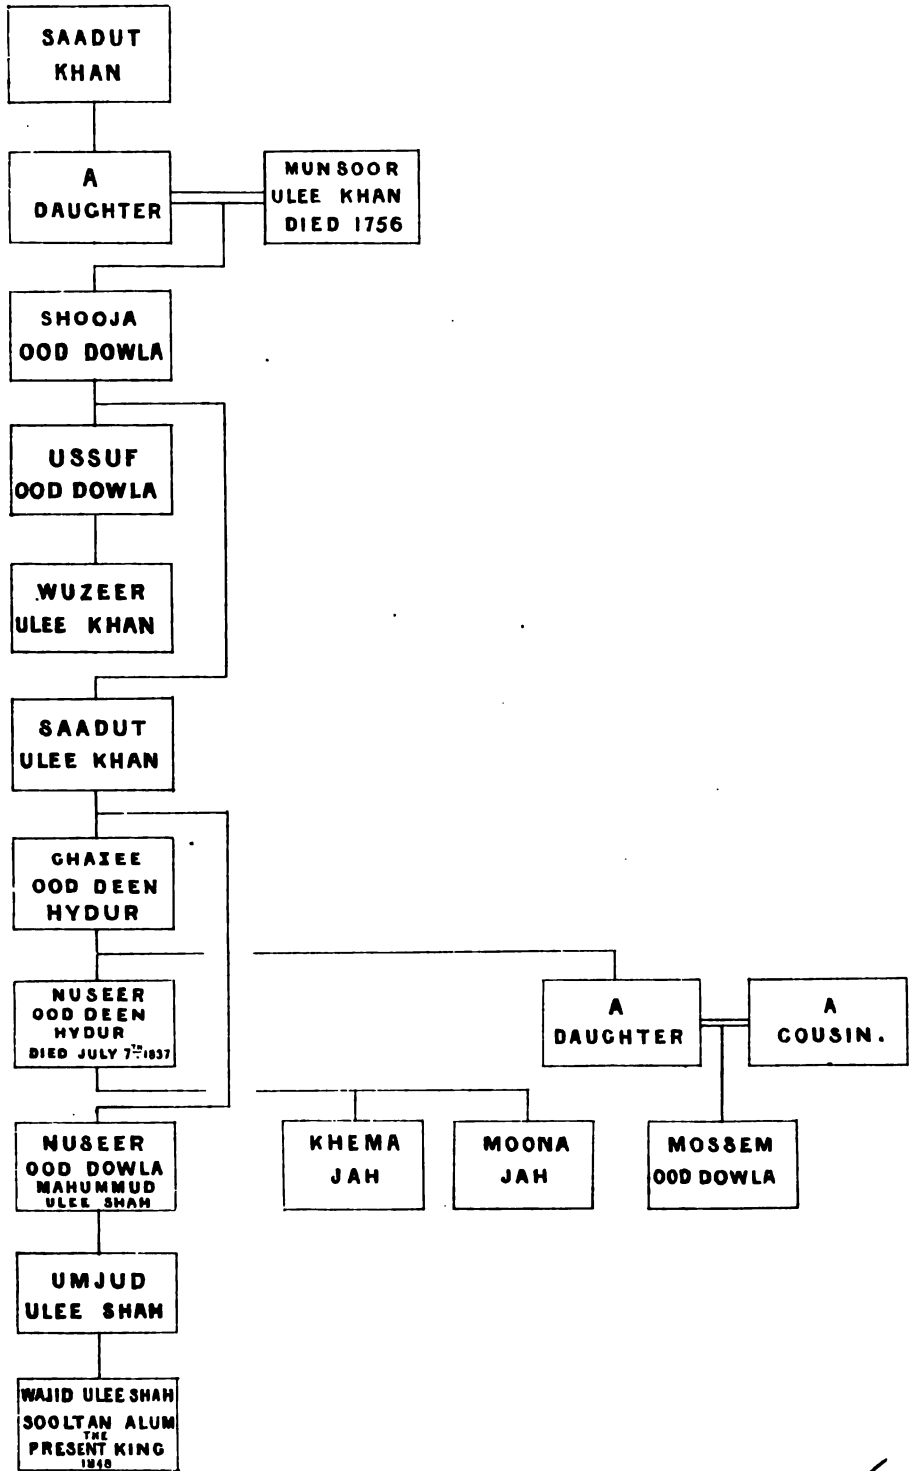 SAADUT
KHAN
A
DAUGHTER
MUNSOOR
ULEE KHAN
DIED 1756
SHOOJA
OOD DOWLA
USSUF
OOD DOWLA
WUZEER
ULEE KHAN
SAADUT
ULEE KHAN
GHAZEE
OOD DEEN
HYDUR
NUSEER
OOD DEEN
HYDUR
DIED JULY 7TH 1837
A
DAUGHTER
A
COUSIN.
NUSEER
OOD DOWLA
MAHUMMUD
ULEE SHAH
KHEMA
JAH
MOONA
JAH
MOSSEM
OOD DOWLA
UMJUD
ULEE SHAH
WAJID ULEE SHAH
SOOLTAN ALUM
THE
PRESENT KING
1848